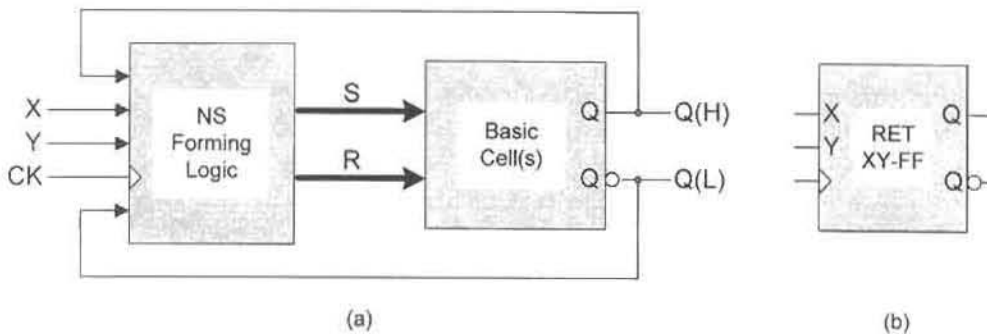 X
Y
CK
NS
Forming
Logic
S
R
Basic
Cell(s)
Q
Q
Q(H)
Q(L)
(a)
X
Y
RET
XY-FF
Q
Q
(b)